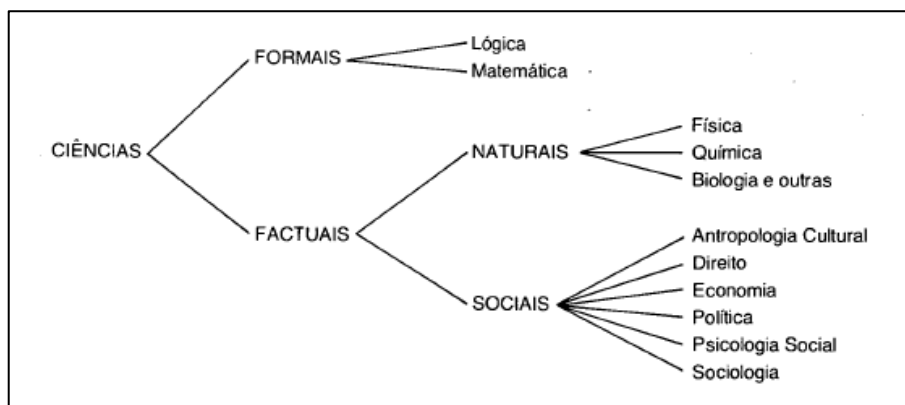 CIÊNCIAS
FORMAIS
Lógica
Matemática
FACTUAIS
NATURAIS
Física
Química
Biologia e outras
SOCIAIS
Antropologia Cultural
Direito
Economia
Política
Psicologia Social
Sociologia